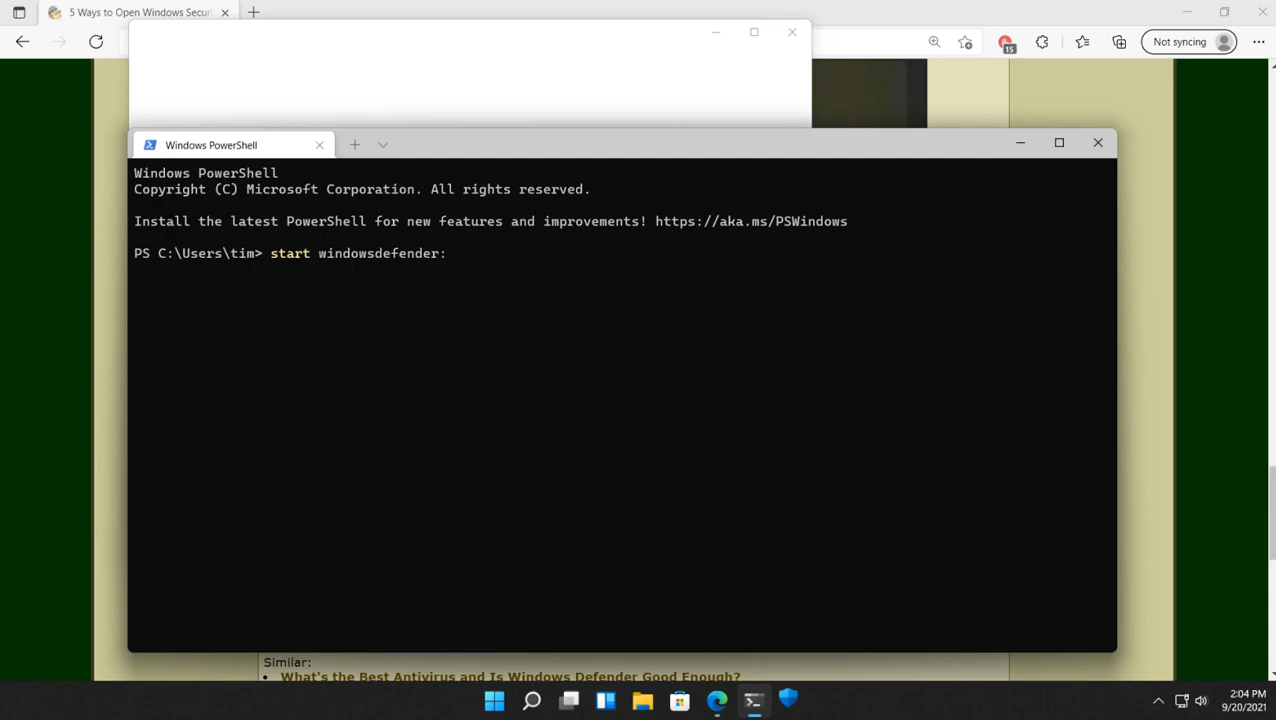 5 Ways to Open Windows Securi
15
Not syncing
Windows PowerShell
Windows PowerShell
Copyright (C) Microsoft Corporation. All rights reserved.
Install the latest PowerShell for new features and improvements! https://aka.ms/PSWindows
PS C:\Users\tim> start windowsdefender:
Similar:
• What's the Best Antivirus and Is Windows Defender Good Enough?
2:04 PM
9/20/2021